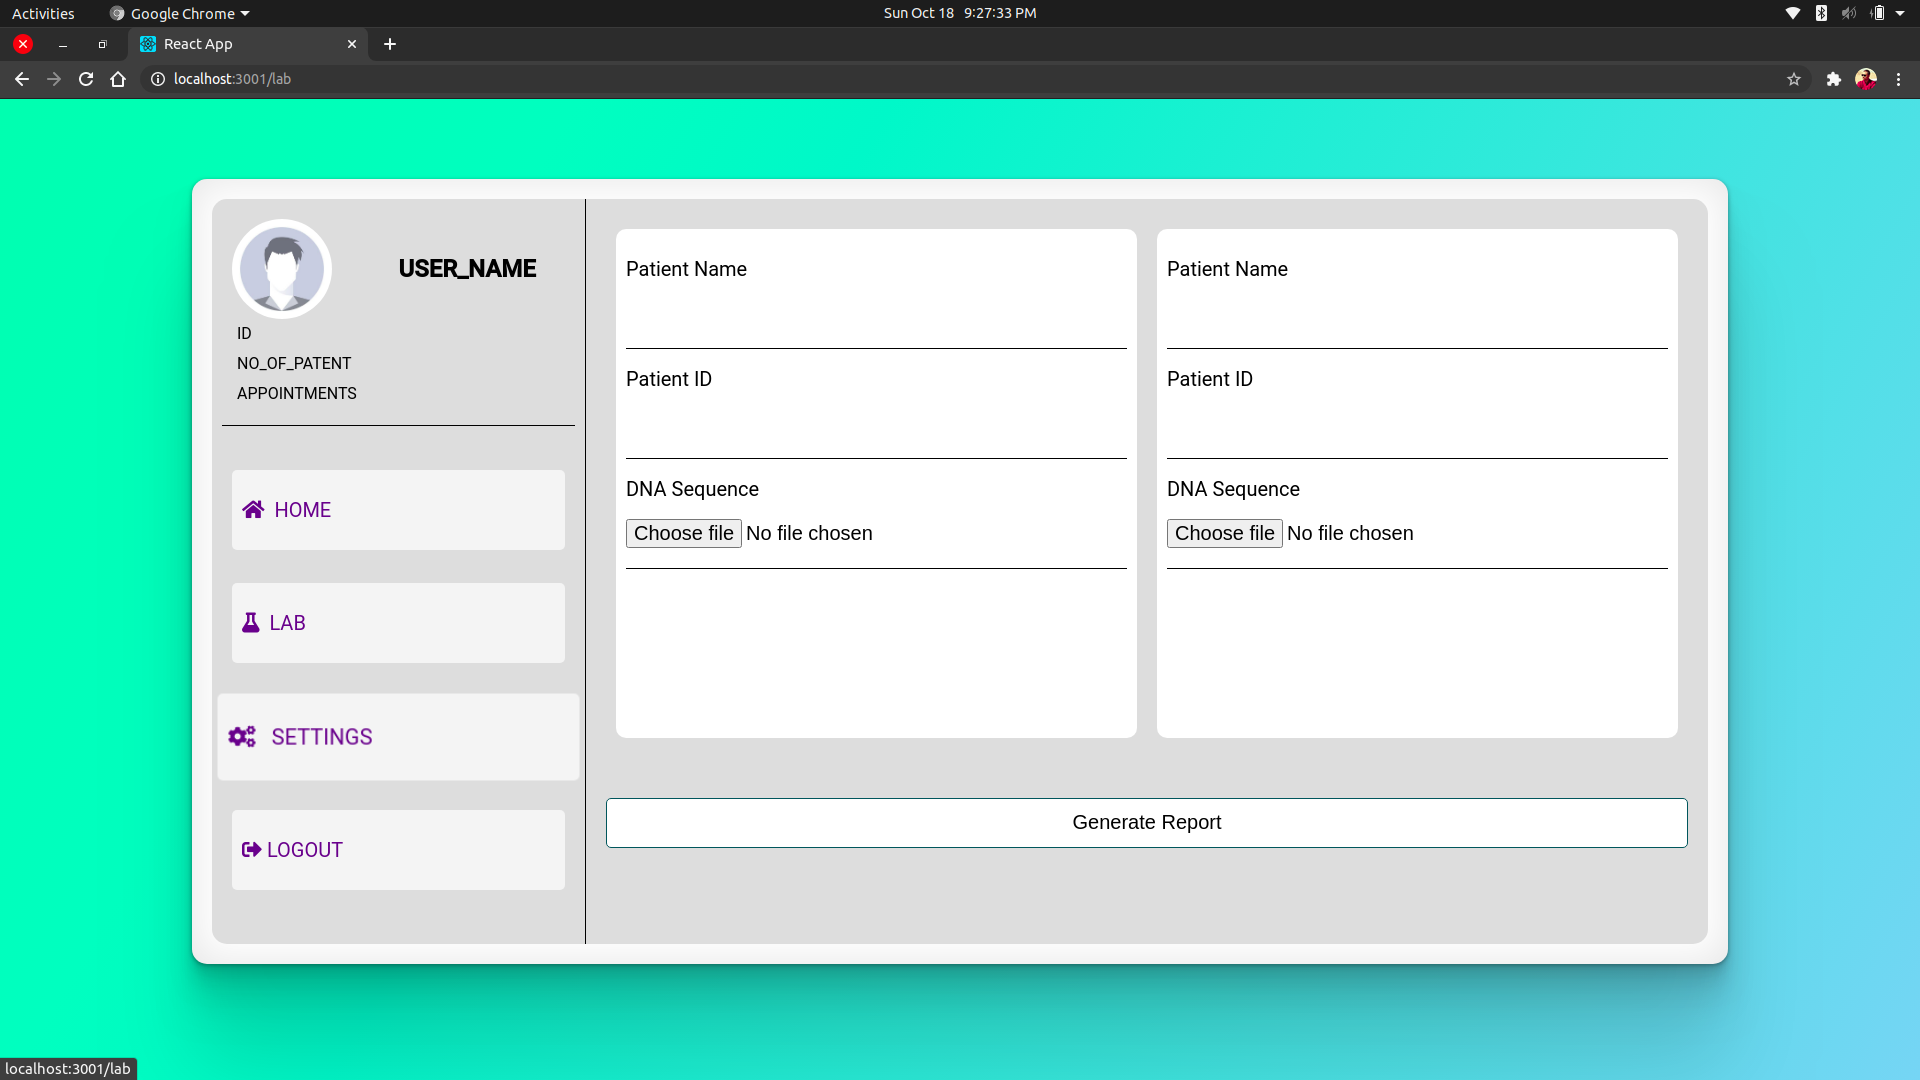 Activities
Google Chrome
Sun Oct 18 9:27:33 PM
React App
localhost:3001/lab
USER_NAME
ID
NO_OF_PATENT
APPOINTMENTS
HOME
LAB
SETTINGS
LOGOUT
Patient Name
Patient ID
DNA Sequence
Choose file No file chosen
Patient Name
Patient ID
DNA Sequence
Choose file No file chosen
Generate Report
localhost:3001/lab